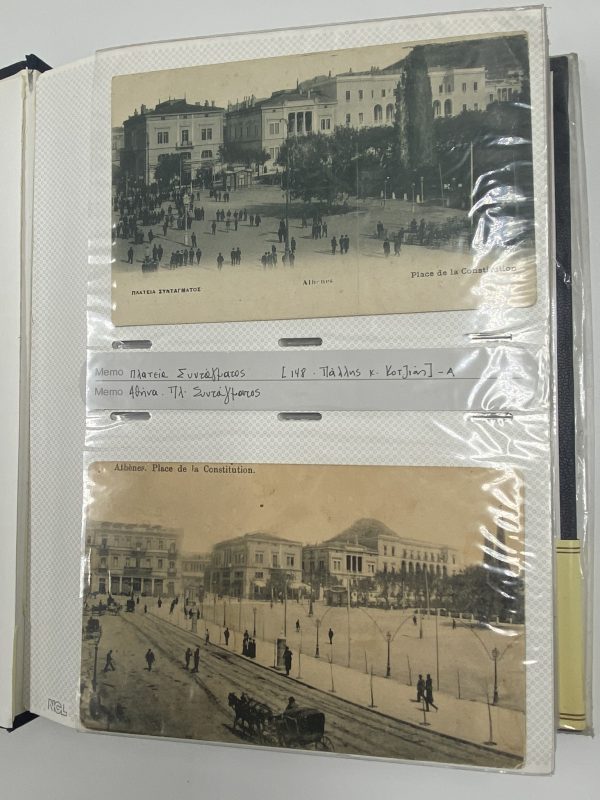 ΠΛΑΤΕΙΑ ΣΥΝΤΑΓΜΑΤΟΣ
Athènes
Place de la Constitution
Memo Πλατεία Συντάγματος [148 · Πάλλης κ. Κοτζιάς] - A
Memo Αθήνα. Πλ. Συντάγματος
Athènes. Place de la Constitution.
NCL